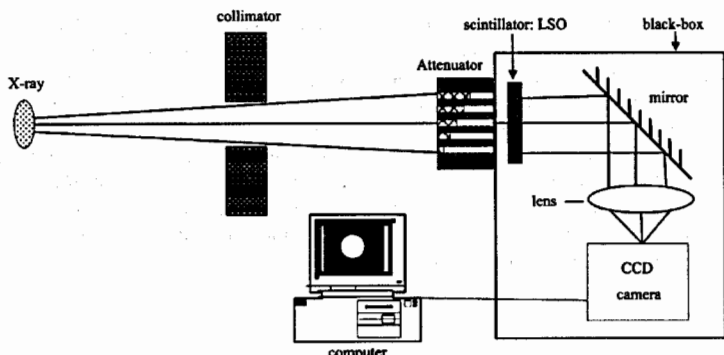 collimator
scintillator: LSO
black-box
X-ray
Attenuator
mirror
lens
CCD
camera
computer